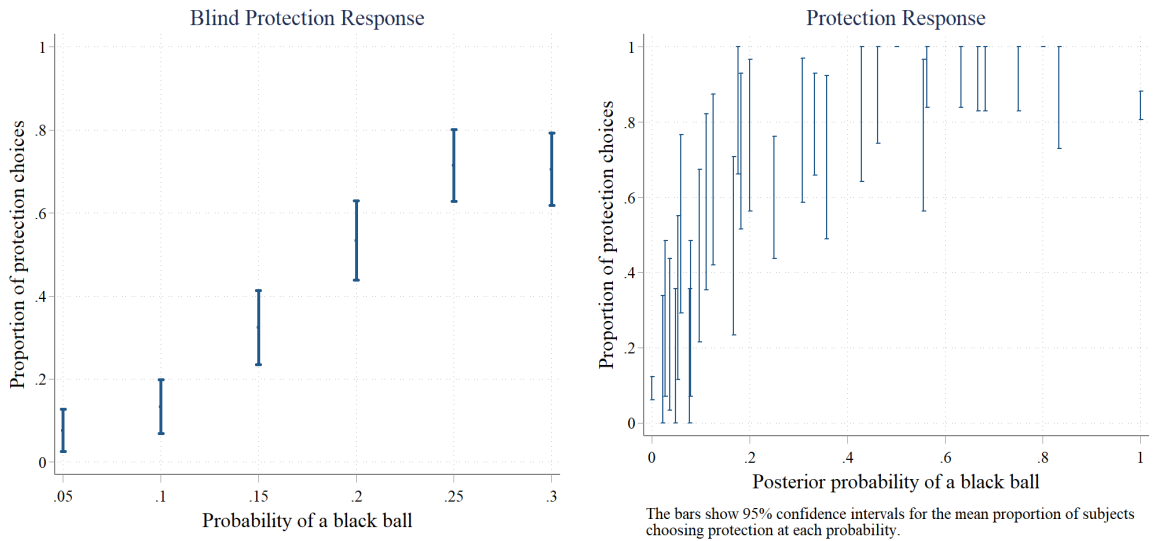 Blind Protection Response
Proportion of protection choices
1
.8
.6
.4
.2
0
.05 .1 .15 .2 .25 .3
Probability of a black ball
Protection Response
Proportion of protection choices
1
.8
.6
.4
.2
0
0 .2 .4 .6 .8 1
Posterior probability of a black ball
The bars show 95% confidence intervals for the mean proportion of subjects
choosing protection at each probability.